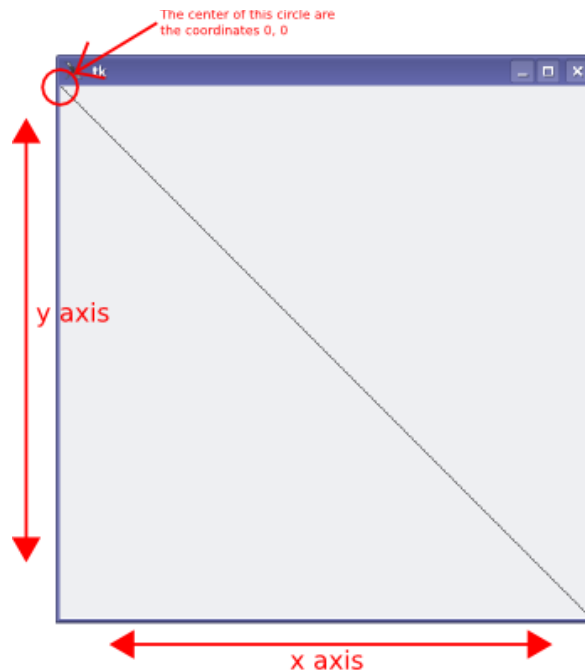 The center of this circle are
the coordinates 0, 0
tk
y axis
x axis